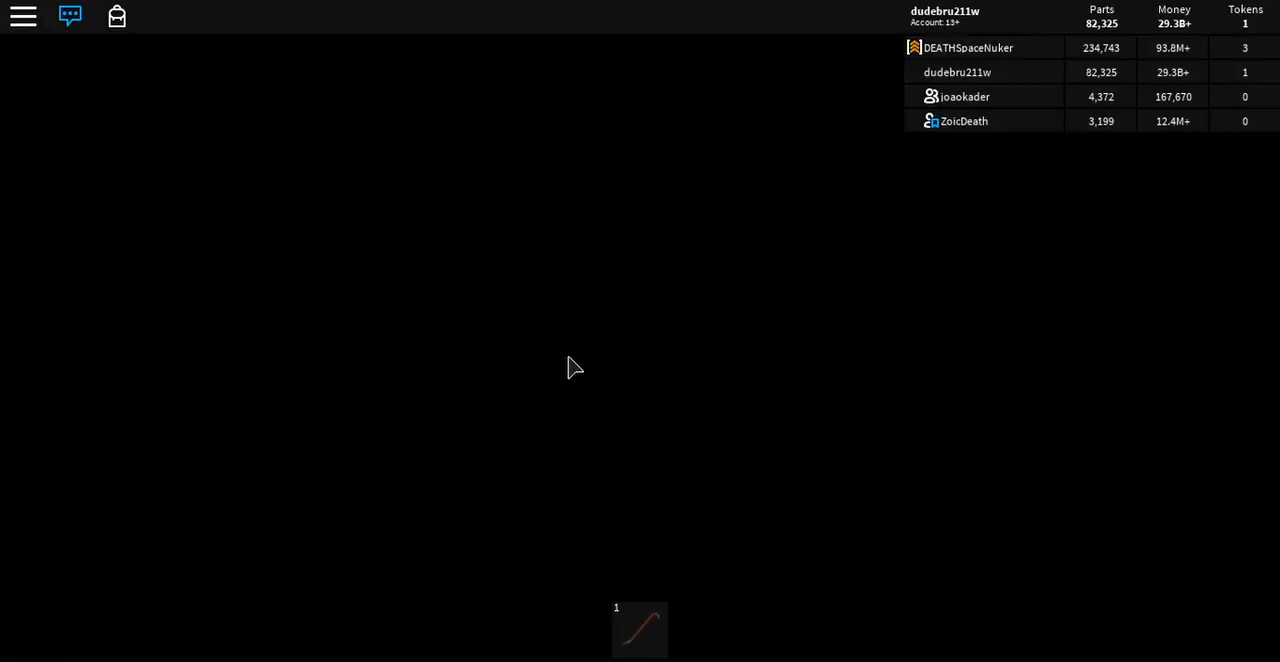 dudebru211w Parts Money Tokens
Account: 13+ 82,325 29.3B+ 1
DEATHSpaceNuker 234,743 93.8M+ 3
dudebru211w 82,325 29.3B+ 1
joaokader 4,372 167,670 0
ZoicDeath 3,199 12.4M+ 0
1